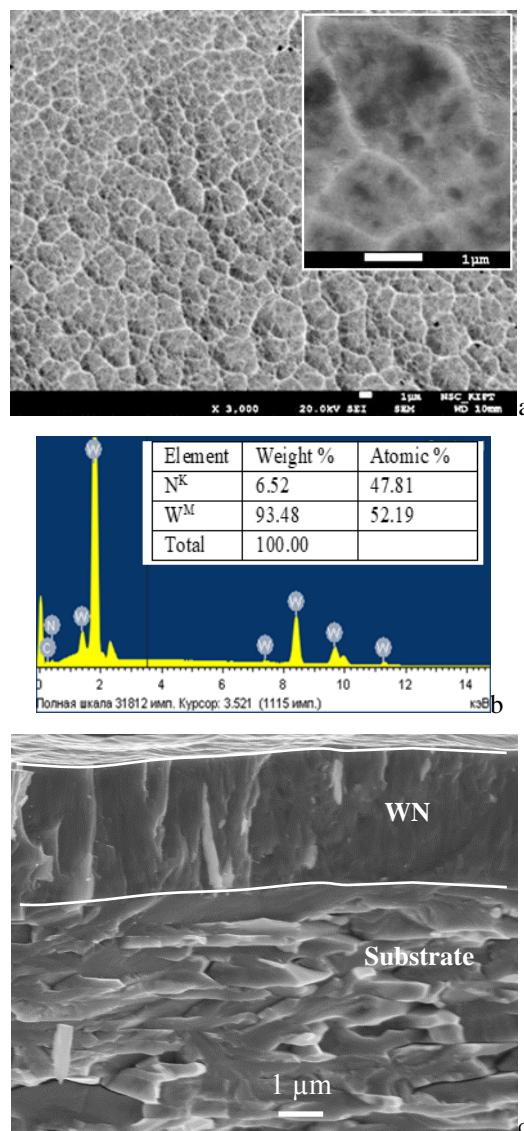 1µm
1µm NSC_KIPT
X 3,000 20.0kV SEI SEM WD 10mm
a
Element Weight % Atomic %
N^K 6.52 47.81
W^M 93.48 52.19
Total 100.00
W
W
N
C
W
W
W
W
0 2 4 6 8 10 12 14
Полная шкала 31812 имп. Курсор: 3.521 (1115 имп.) кэВ
b
WN
Substrate
1 µm
c